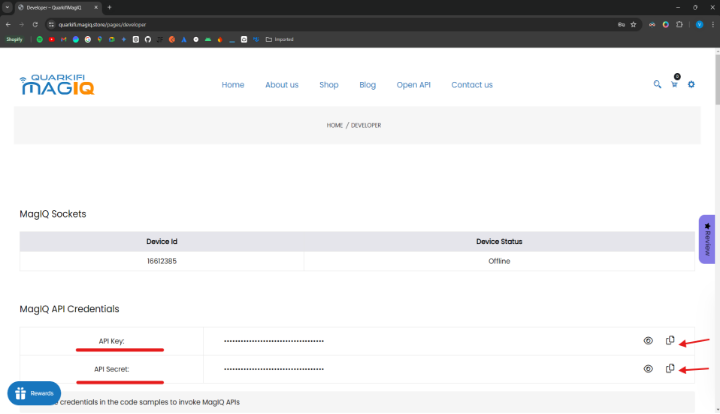 Developer – QuarkifiMagIQ
quarkifi.magiq.store/pages/developer
Shopify
Imported
QUARKIFI
MAGIQ
Home About us Shop Blog Open API Contact us
0
HOME / DEVELOPER
MagIQ Sockets
Device Id Device Status
16612385 Offline
Review
MagIQ API Credentials
API Key: ••••••••••••••••••••••••••••••••••••
API Secret: ••••••••••••••••••••••••••••••••••••
Rewards
credentials in the code samples to invoke MagIQ APIs